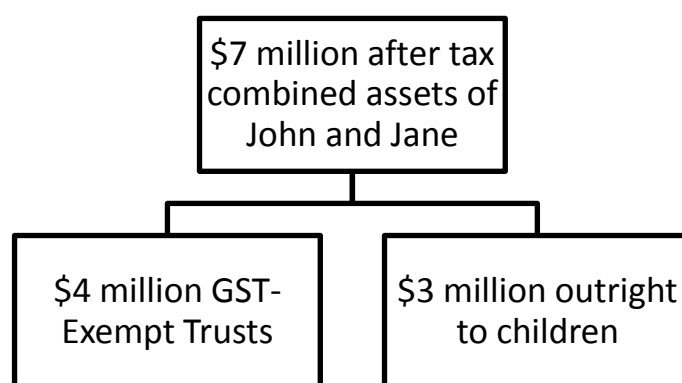 $7 million after tax
combined assets of
John and Jane
$4 million GST-
Exempt Trusts
$3 million outright
to children